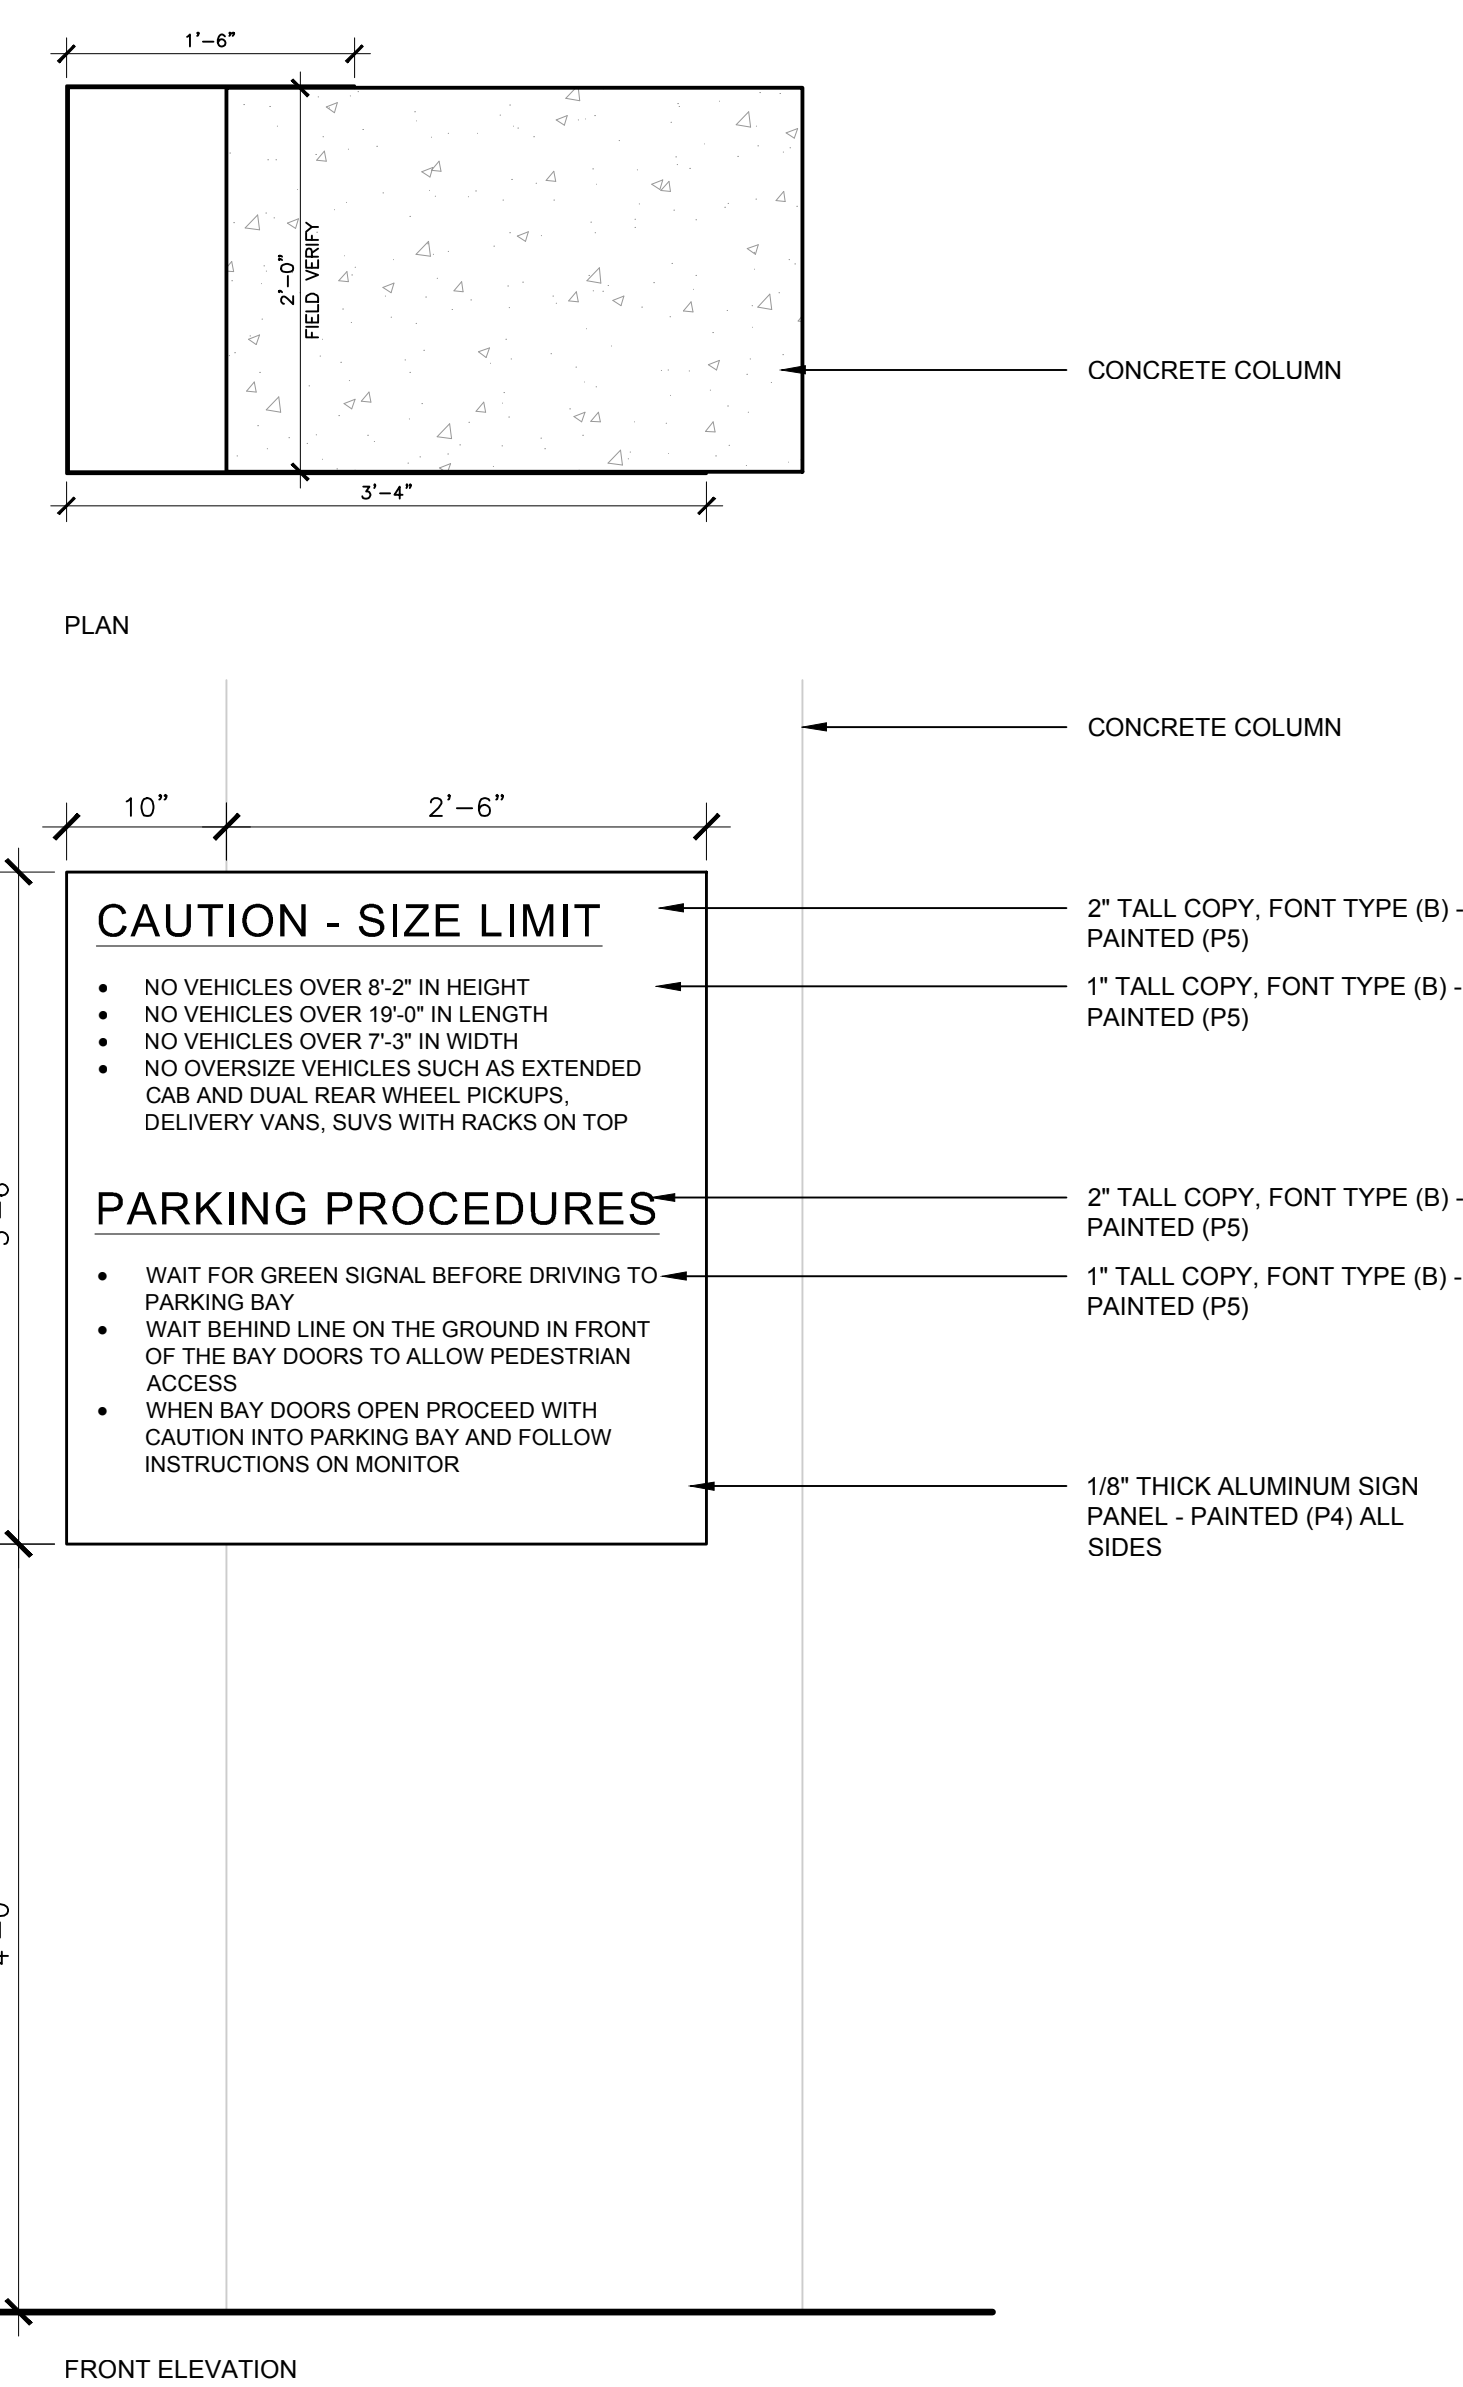 1'-6"
2'-0"
FIELD VERIFY
CONCRETE COLUMN
3'-4"
PLAN
CONCRETE COLUMN
10"
2'-6"
CAUTION - SIZE LIMIT
2" TALL COPY, FONT TYPE (B) -
PAINTED (P5)
• NO VEHICLES OVER 8'-2" IN HEIGHT
• NO VEHICLES OVER 19'-0" IN LENGTH
• NO VEHICLES OVER 7'-3" IN WIDTH
• NO OVERSIZE VEHICLES SUCH AS EXTENDED
CAB AND DUAL REAR WHEEL PICKUPS,
DELIVERY VANS, SUVS WITH RACKS ON TOP
1" TALL COPY, FONT TYPE (B) -
PAINTED (P5)
PARKING PROCEDURES
2" TALL COPY, FONT TYPE (B) -
PAINTED (P5)
• WAIT FOR GREEN SIGNAL BEFORE DRIVING TO
PARKING BAY
• WAIT BEHIND LINE ON THE GROUND IN FRONT
OF THE BAY DOORS TO ALLOW PEDESTRIAN
ACCESS
• WHEN BAY DOORS OPEN PROCEED WITH
CAUTION INTO PARKING BAY AND FOLLOW
INSTRUCTIONS ON MONITOR
1" TALL COPY, FONT TYPE (B) -
PAINTED (P5)
1/8" THICK ALUMINUM SIGN
PANEL - PAINTED (P4) ALL
SIDES
FRONT ELEVATION